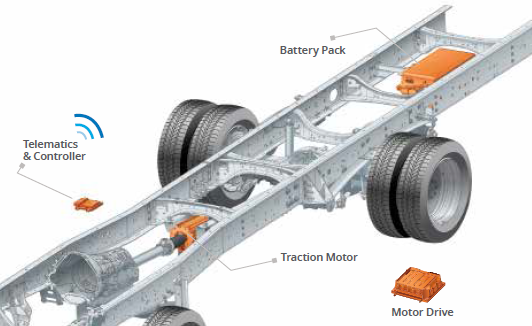 Battery Pack
Telematics
& Controller
Traction Motor
Motor Drive